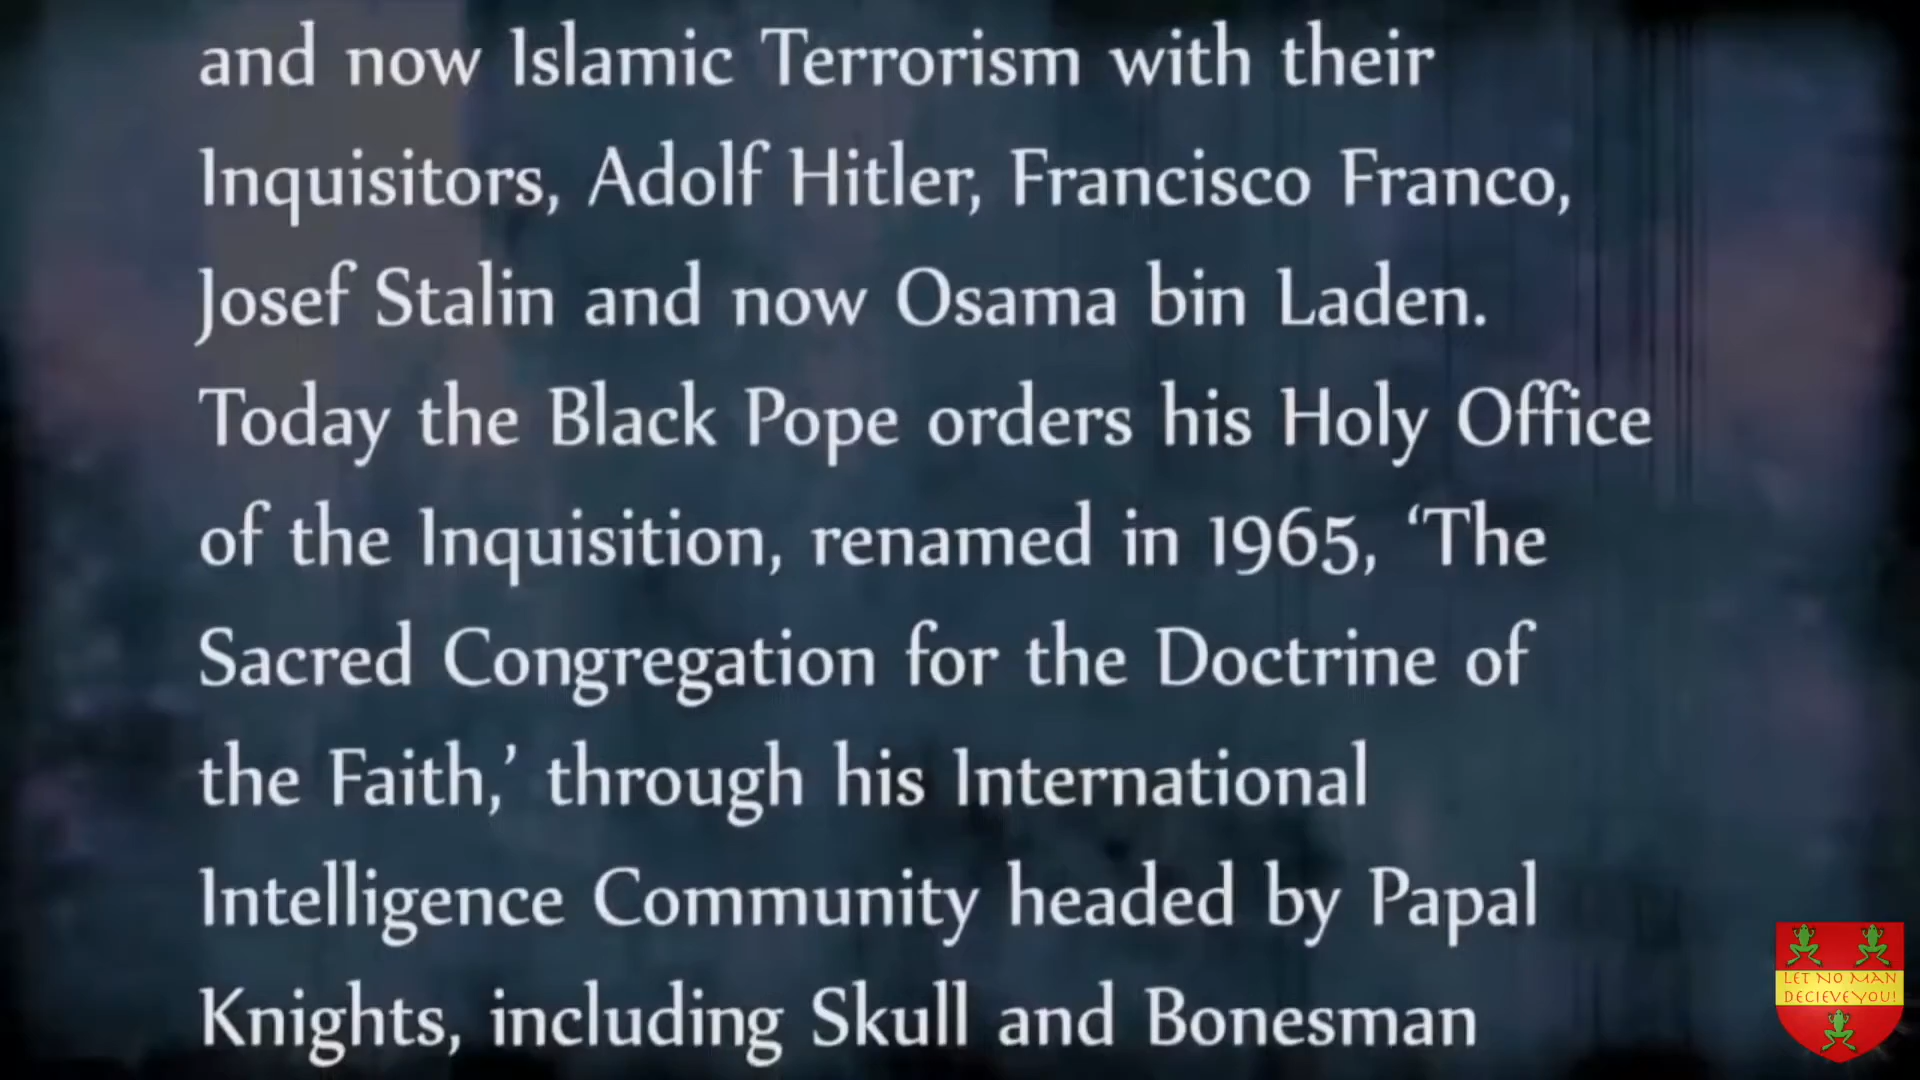 and now Islamic Terrorism with their
Inquisitors, Adolf Hitler, Francisco Franco,
Josef Stalin and now Osama bin Laden.
Today the Black Pope orders his Holy Office
of the Inquisition, renamed in 1965, ‘The
Sacred Congregation for the Doctrine of
the Faith,’ through his International
Intelligence Community headed by Papal
Knights, including Skull and Bonesman
LET NO MAN
DECIEVE YOU!